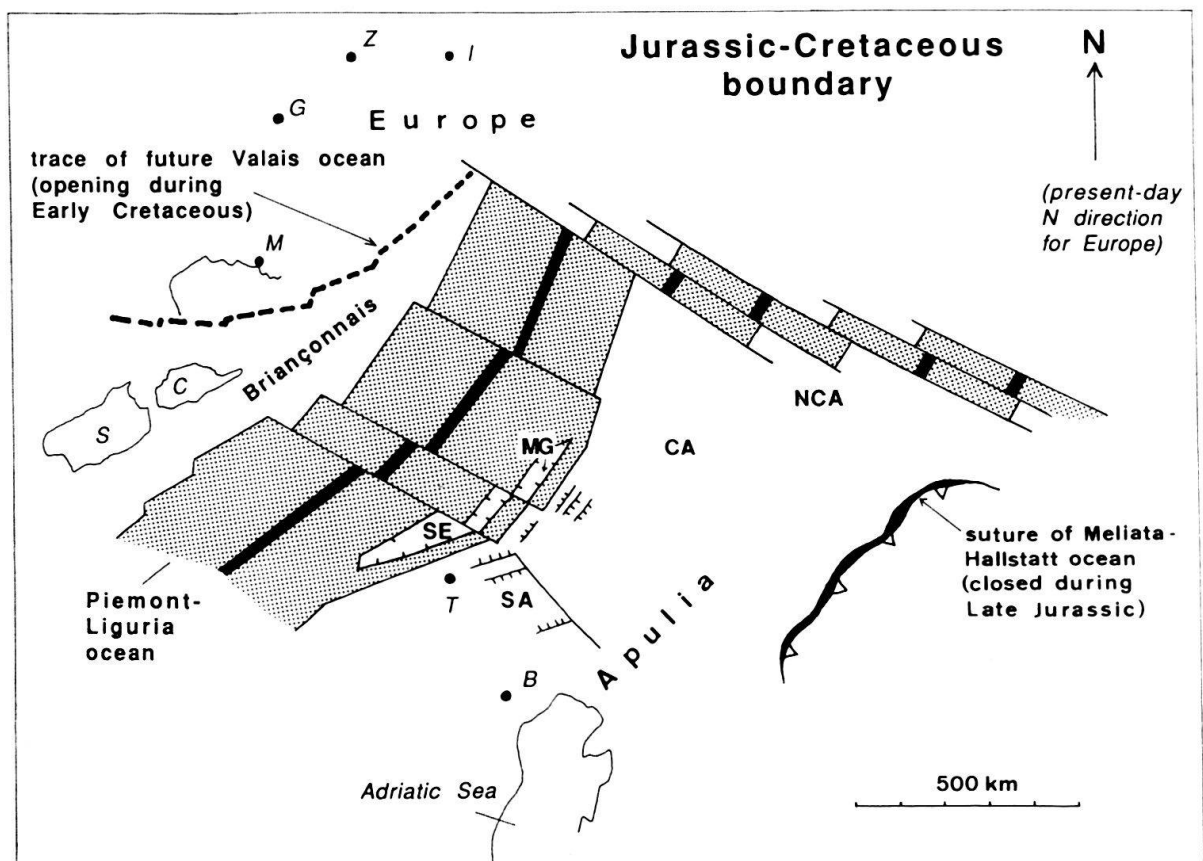 Jurassic-Cretaceous
boundary
N
Z
I
G
Europe
trace of future Valais ocean
(opening during
Early Cretaceous)
(present-day
N direction
for Europe)
M
Briançonnais
C
S
NCA
CA
MG
SE
SA
T
suture of Meliata-
Hallstatt ocean
(closed during
Late Jurassic)
Piemont-
Liguria
ocean
Apulia
B
Adriatic Sea
500 km